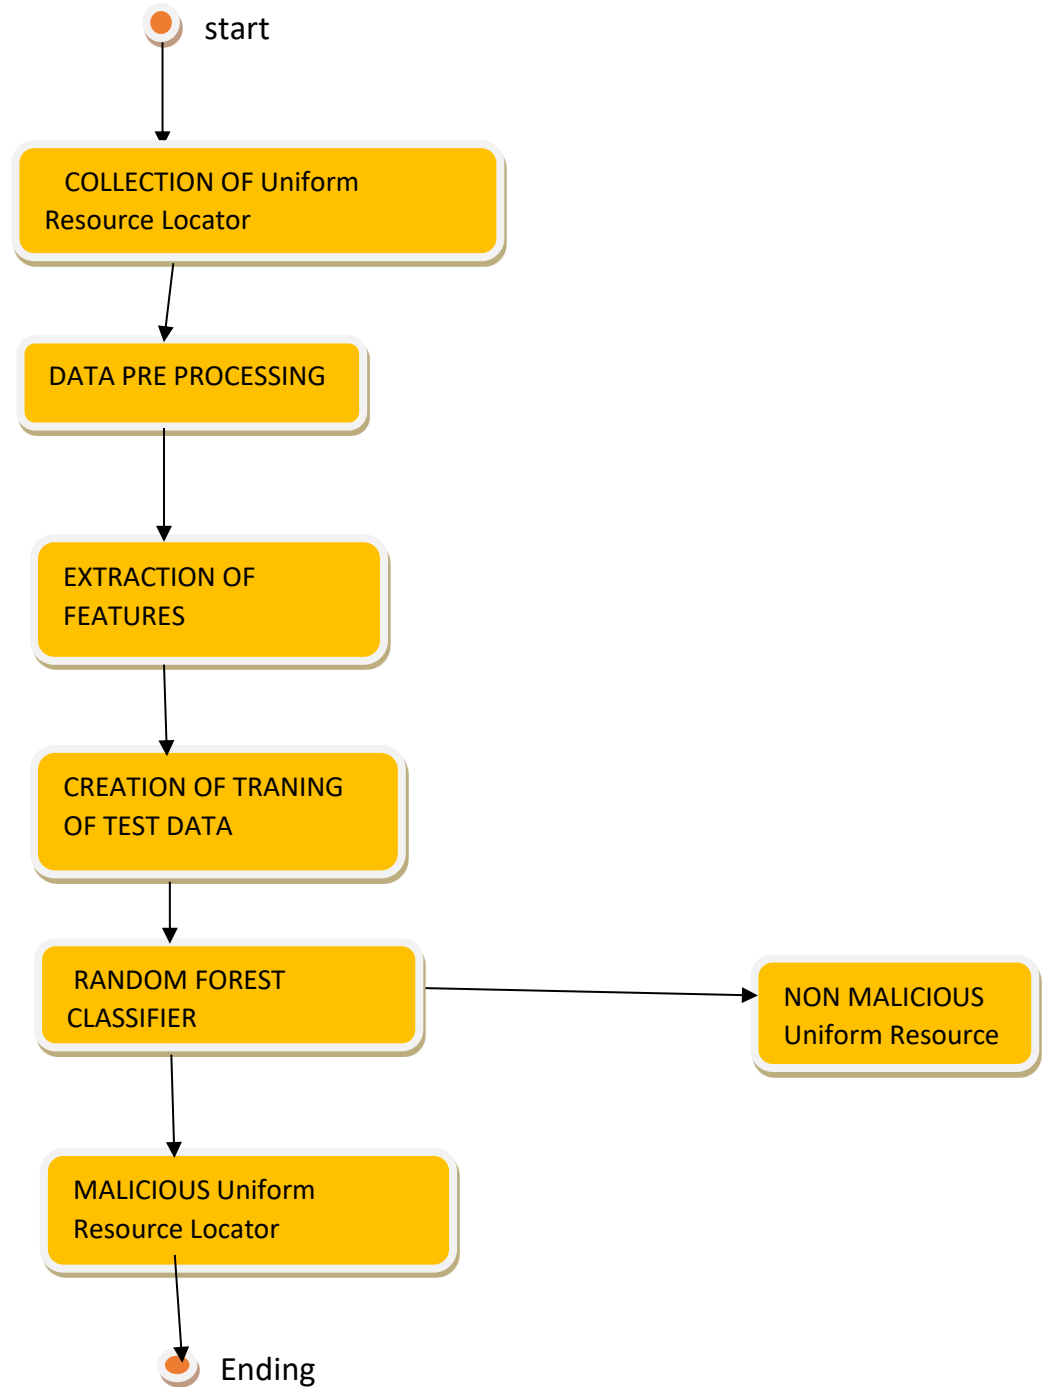 start
COLLECTION OF Uniform
Resource Locator
DATA PRE PROCESSING
EXTRACTION OF
FEATURES
CREATION OF TRANING
OF TEST DATA
RANDOM FOREST
CLASSIFIER
NON MALICIOUS
Uniform Resource
MALICIOUS Uniform
Resource Locator
Ending